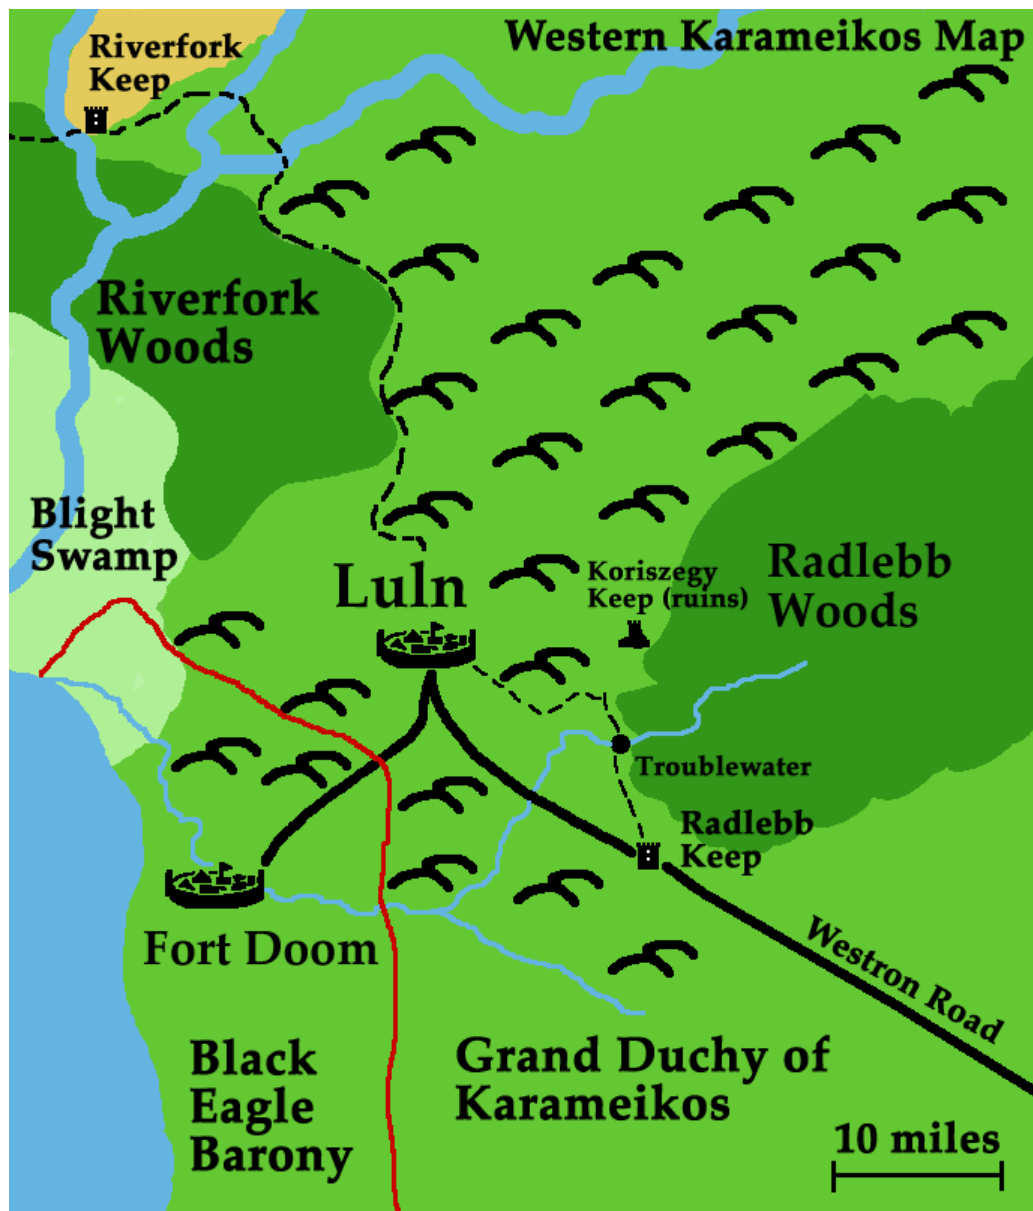 Western Karameikos Map
Riverfork
Keep
Riverfork
Woods
Blight
Swamp
Luln
Koriszegy
Keep (ruins)
Radlebb
Woods
Troublewater
Radlebb
Keep
Fort Doom
Westron Road
Black
Eagle
Barony
Grand Duchy of
Karameikos
10 miles